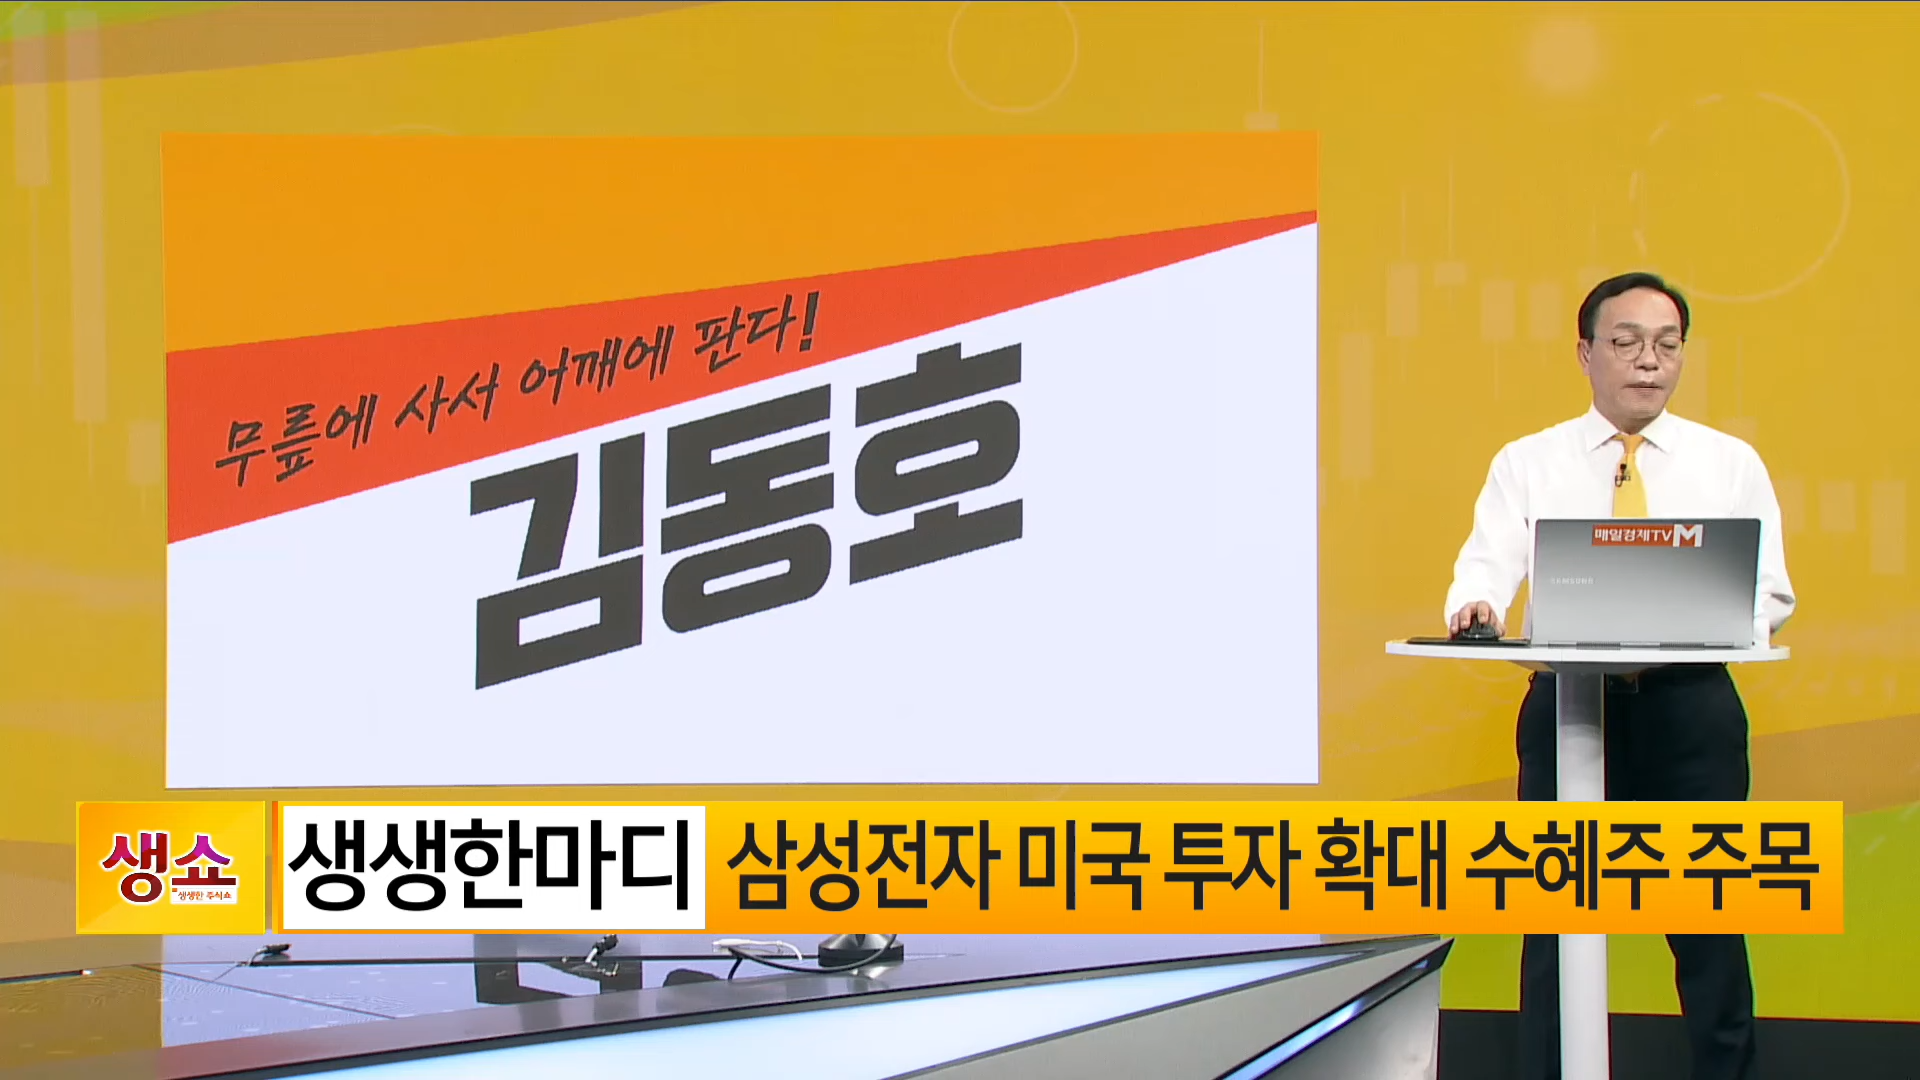 무릎에 사서 어깨에 판다!
김동호
매일경제TV M
SAMSUNG
생쇼
생생한 주식쇼
생생한마디
삼성전자 미국 투자 확대 수혜주 주목